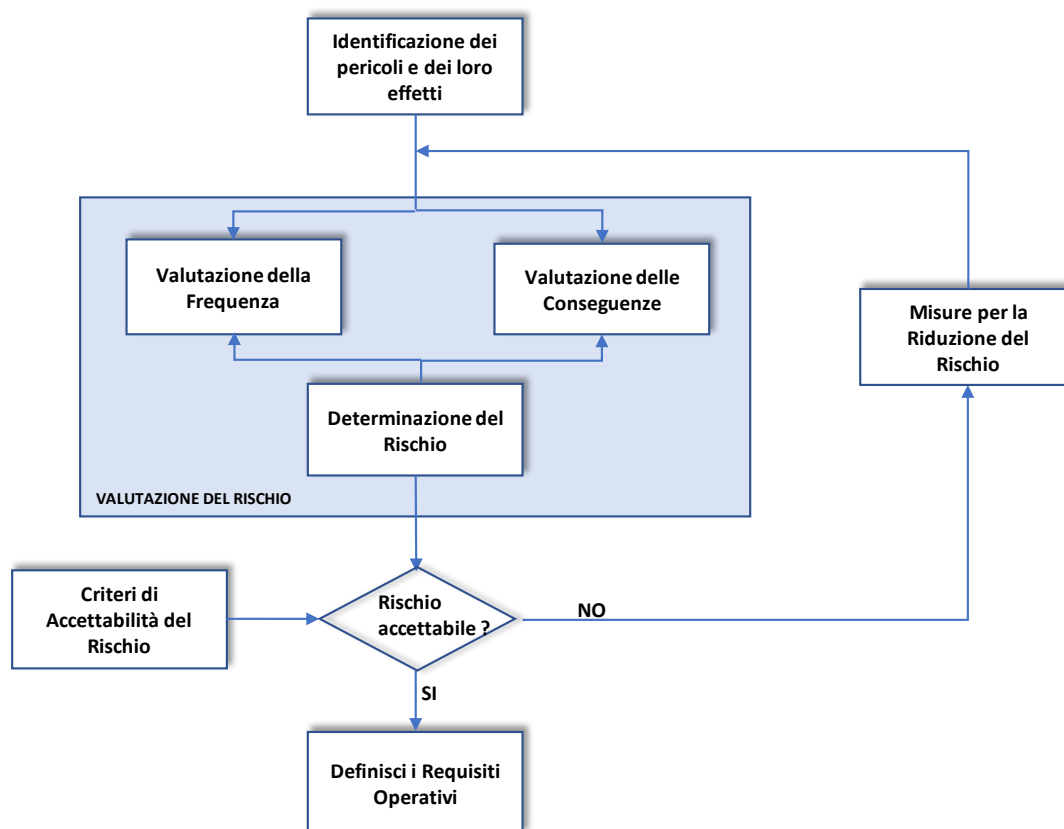 Identificazione dei
pericoli e dei loro
effetti
Valutazione della
Frequenza
Valutazione delle
Conseguenze
Misure per la
Riduzione del
Rischio
Determinazione del
Rischio
VALUTAZIONE DEL RISCHIO
Criteri di
Accettabilità del
Rischio
Rischio
accettabile ?
NO
SI
Definisci i Requisiti
Operativi